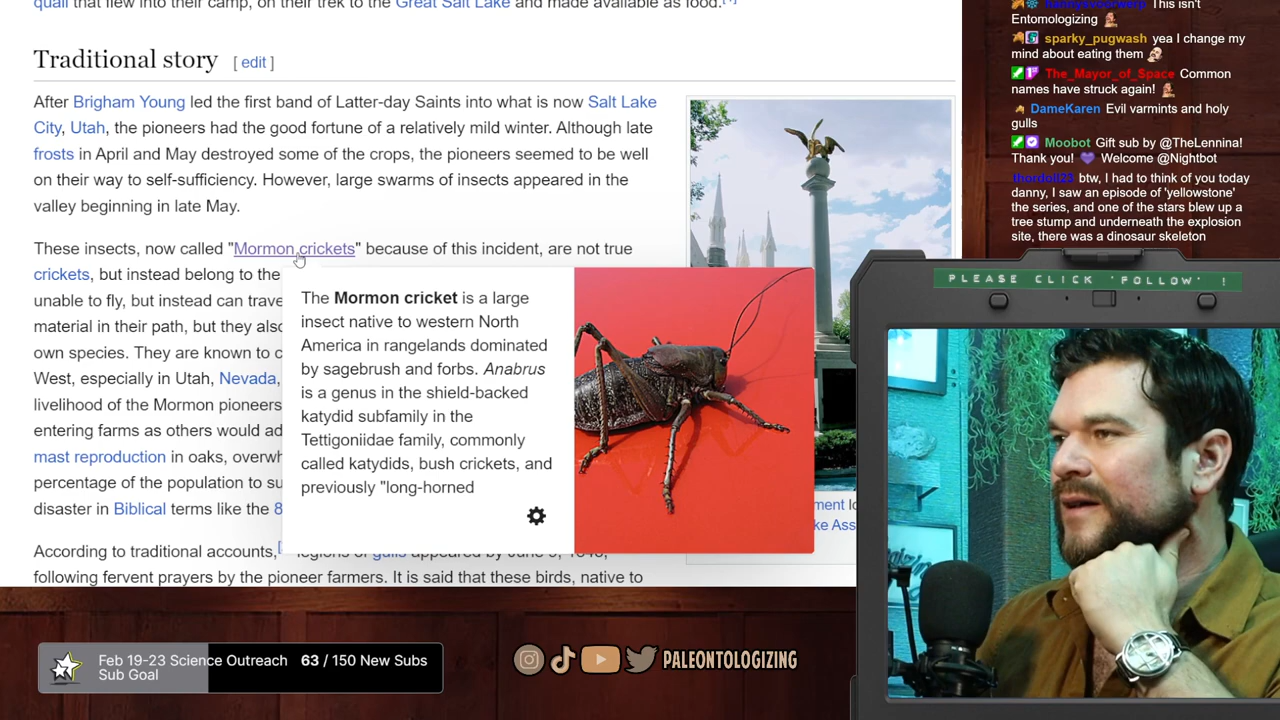 quail that flew into their camp, on their trek to the Great Salt Lake and made available as food.
Traditional story [ edit ]
After Brigham Young led the first band of Latter-day Saints into what is now Salt Lake
City, Utah, the pioneers had the good fortune of a relatively mild winter. Although late
frosts in April and May destroyed some of the crops, the pioneers seemed to be well
on their way to self-sufficiency. However, large swarms of insects appeared in the
valley beginning in late May.
These insects, now called "Mormon crickets" because of this incident, are not true
crickets, but instead belong to the
unable to fly, but instead can trave
material in their path, but they also
own species. They are known to c
West, especially in Utah, Nevada,
livelihood of the Mormon pioneers
entering farms as others would ad
mast reproduction in oaks, overwh
percentage of the population to su
disaster in Biblical terms like the 8
According to traditional accounts, legions of gulls appeared by June 9, 1848,
following fervent prayers by the pioneer farmers. It is said that these birds, native to
The Mormon cricket is a large
insect native to western North
America in rangelands dominated
by sagebrush and forbs. Anabrus
is a genus in the shield-backed
katydid subfamily in the
Tettigoniidae family, commonly
called katydids, bush crickets, and
previously "long-horned
ment lo
ke Ass
This isn't
Entomologizing
sparky_pugwash yea I change my
mind about eating them
The_Mayor_of_Space Common
names have struck again!
DameKaren Evil varmints and holy
gulls
Moobot Gift sub by @TheLennina!
Thank you! Welcome @Nightbot
thordoll23 btw, I had to think of you today
danny, I saw an episode of 'yellowstone'
the series, and one of the stars blew up a
tree stump and underneath the explosion
site, there was a dinosaur skeleton
PLEASE CLICK 'FOLLOW' !
Feb 19-23 Science Outreach 63 / 150 New Subs
Sub Goal
PALEONTOLOGIZING